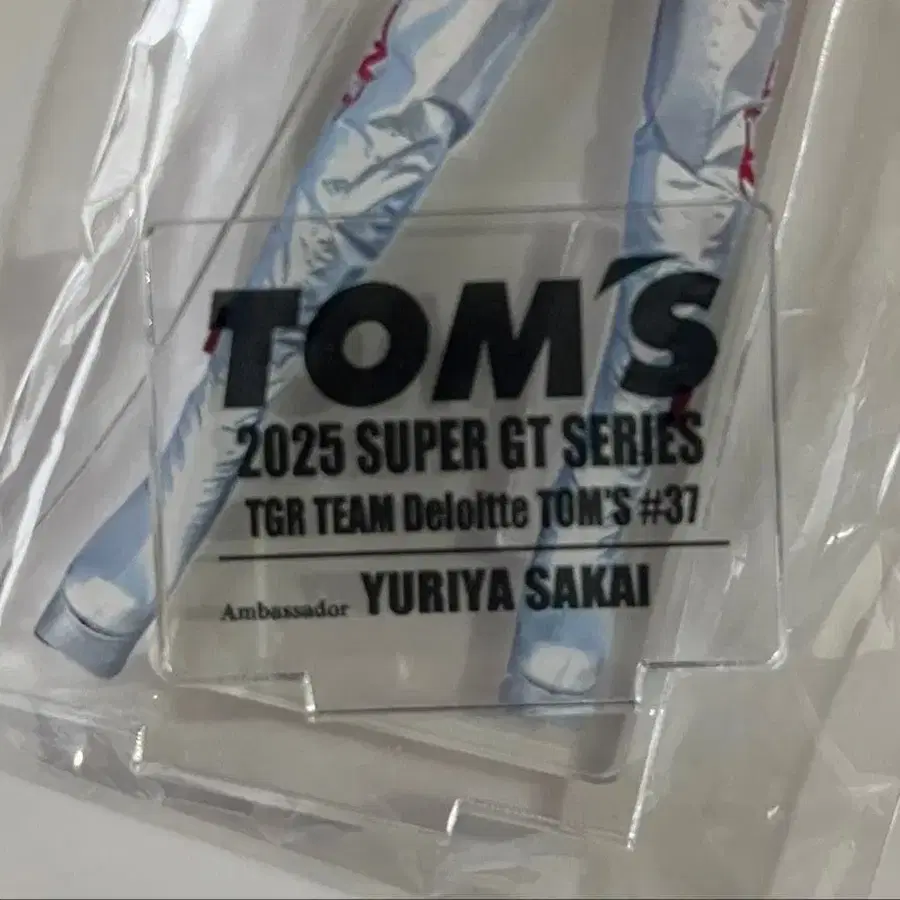 TOM'S
2025 SUPER GT SERIES
TGR TEAM Deloitte TOM'S #37
Ambassador YURIYA SAKAI